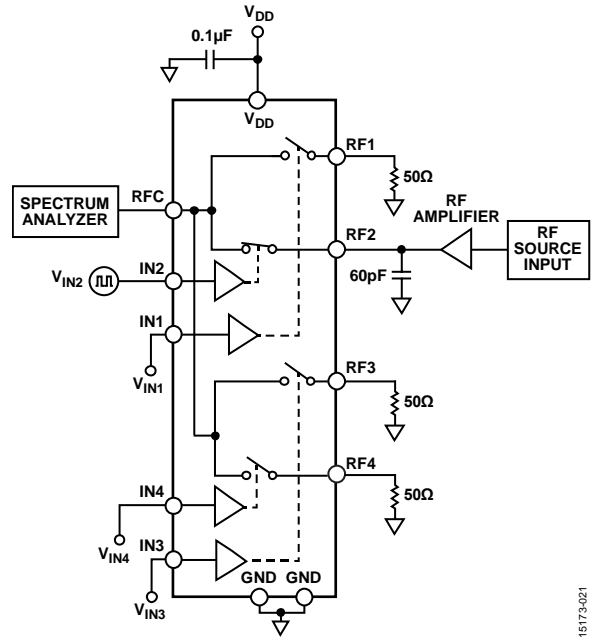 VDD
0.1µF
VDD
RF1
50Ω
SPECTRUM
ANALYZER
RFC
RF
AMPLIFIER
RF
SOURCE
INPUT
RF2
60pF
VIN2
IN2
IN1
VIN1
RF3
50Ω
RF4
50Ω
IN4
VIN4
IN3
VIN3
GND GND
15173-021